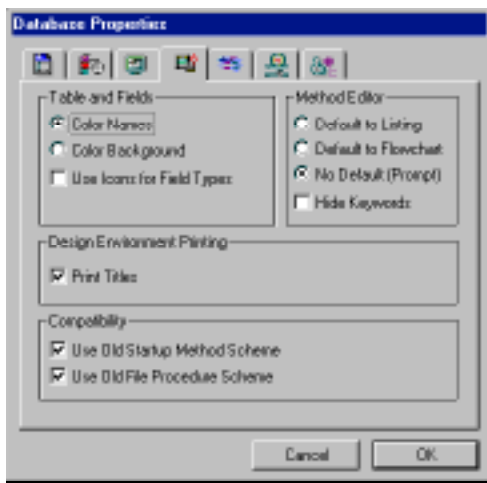 Database Properties
Table and Fields
Color Names
Color Background
Use Icons for Field Types
Method Editor
Default to Listing
Default to Flowchart
No Default (Prompt)
Hide Keywords
Design Environment Printing
Print Titles
Compatibility
Use Old Startup Method Scheme
Use Old File Procedure Scheme
Cancel
OK